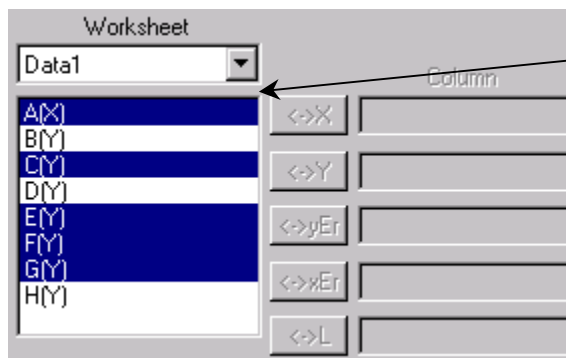 Worksheet
Data1
Column
A(X)
B(Y)
C(Y)
D(Y)
E(Y)
F(Y)
G(Y)
H(Y)
<->X
<->Y
<->yEr
<->xEr
<->L